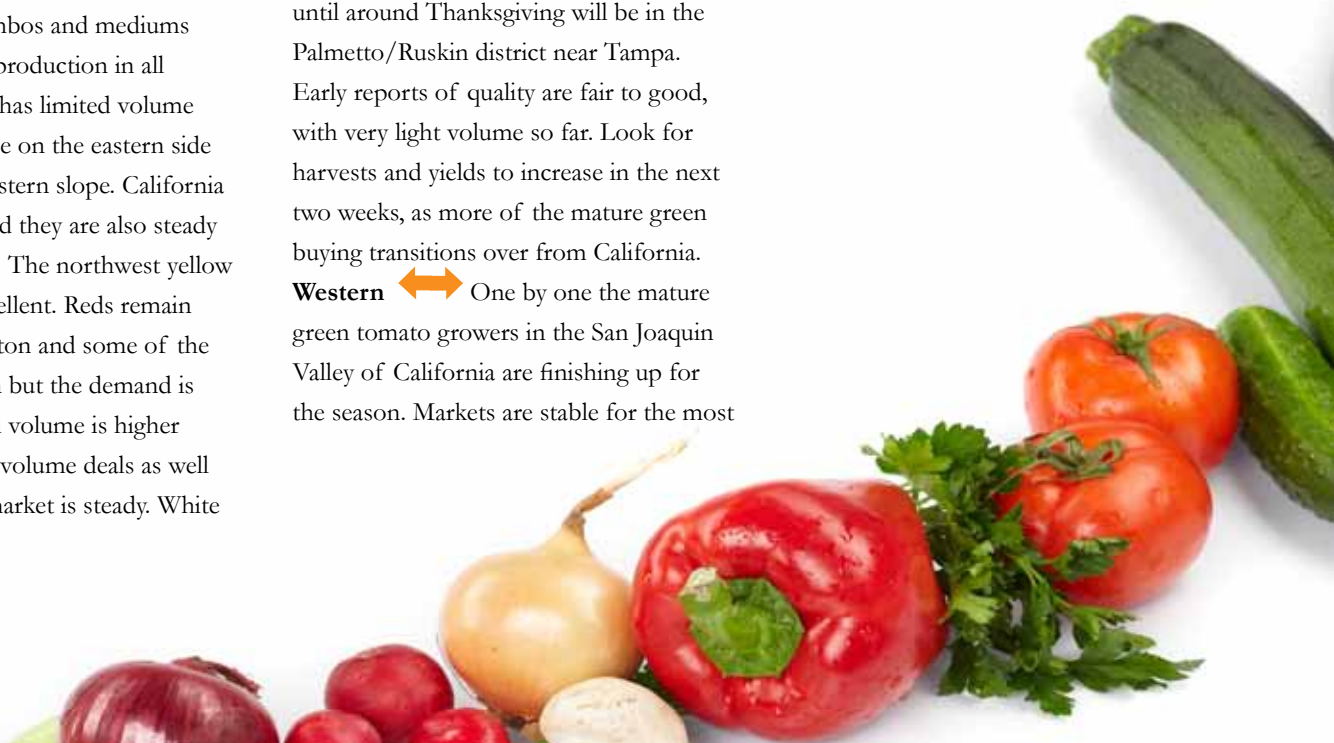 mbos and mediums
production in all
has limited volume
e on the eastern side
stern slope. California
d they are also steady
The northwest yellow
ellent. Reds remain
ton and some of the
but the demand is
volume is higher
volume deals as well
market is steady. White
until around Thanksgiving will be in the
Palmetto/Ruskin district near Tampa.
Early reports of quality are fair to good,
with very light volume so far. Look for
harvests and yields to increase in the next
two weeks, as more of the mature green
buying transitions over from California.
Western One by one the mature
green tomato growers in the San Joaquin
Valley of California are finishing up for
the season. Markets are stable for the most